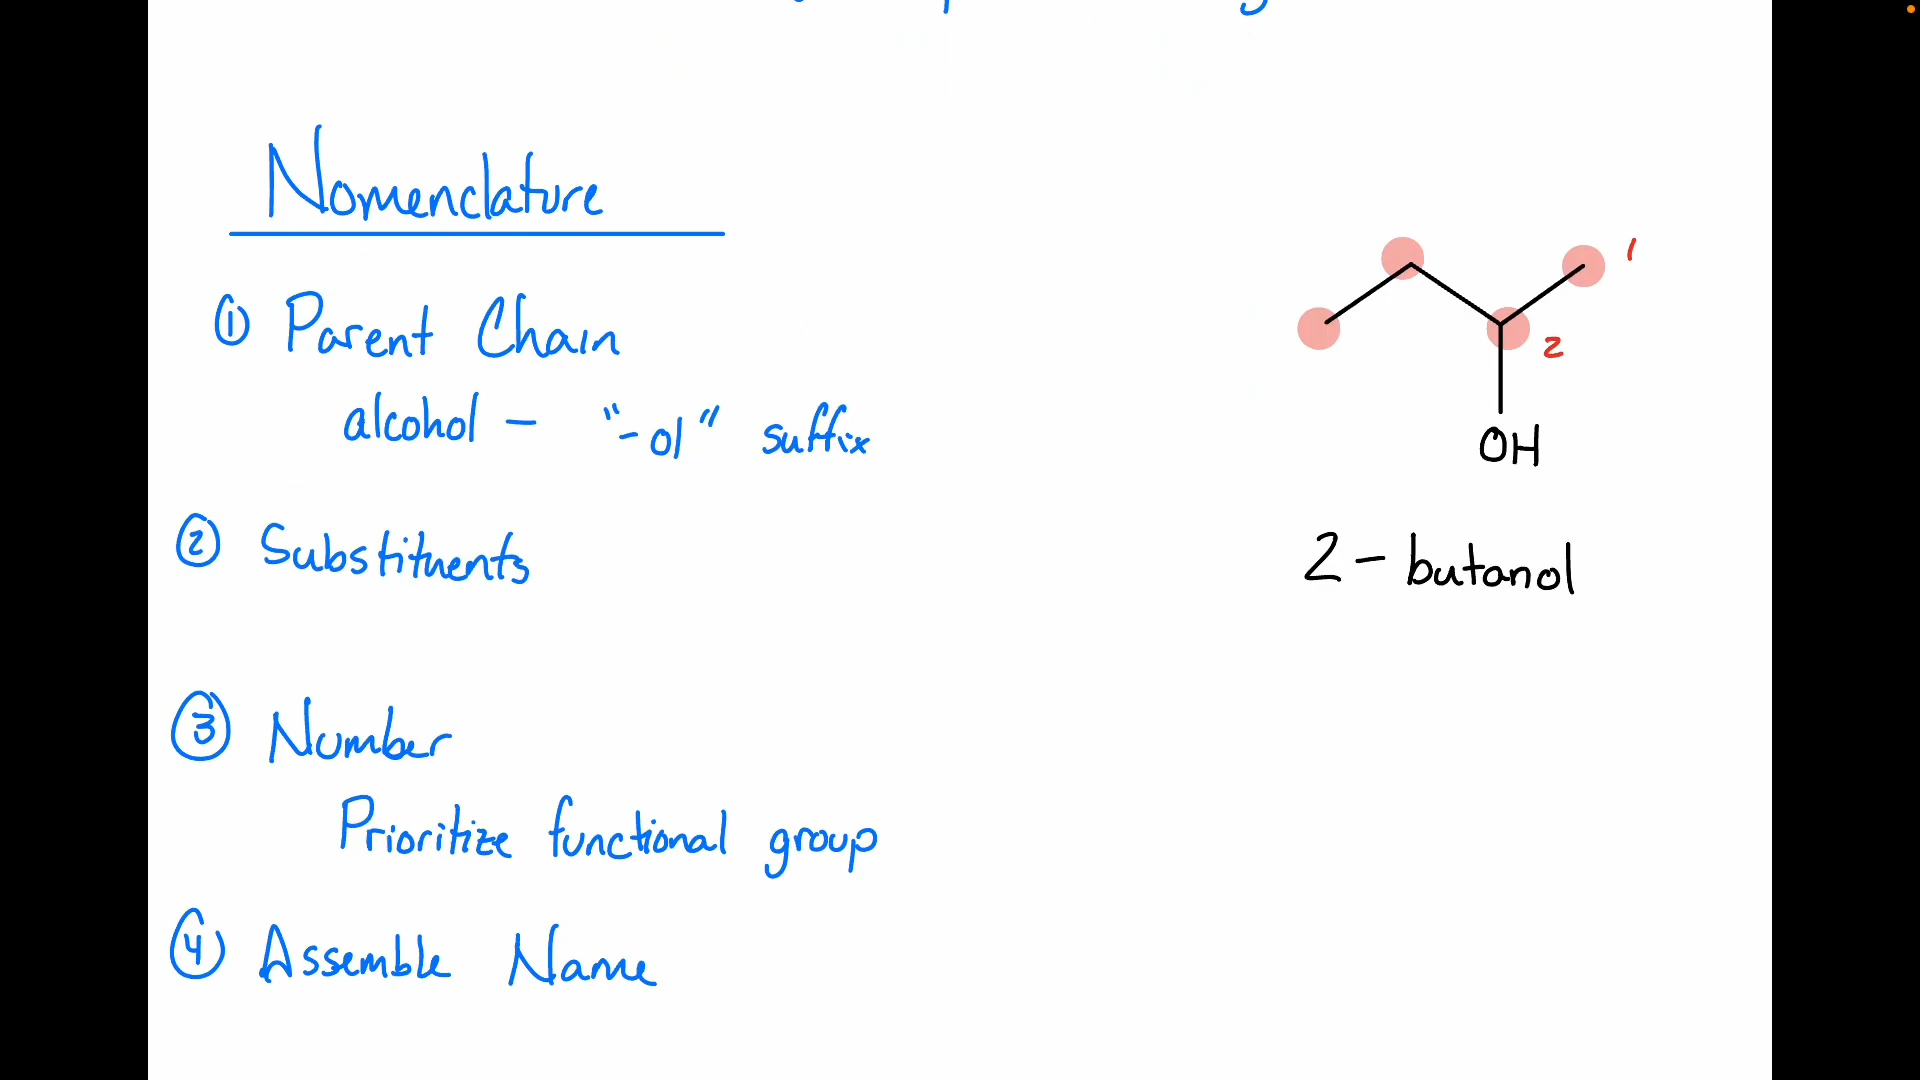 Nomenclature
① Parent Chain
alcohol — "-ol" suffix
② Substituents
③ Number
Prioritize functional group
④ Assemble Name
1
2
OH
2-butanol